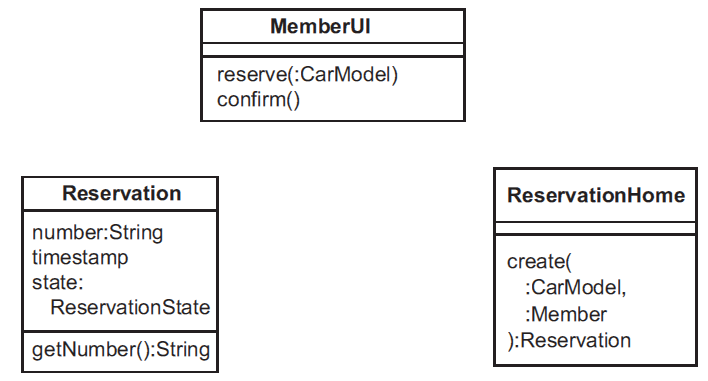 MemberUI
reserve(:CarModel)
confirm()
Reservation
number:String
timestamp
state:
ReservationState
getNumber():String
ReservationHome
create(
:CarModel,
:Member
):Reservation